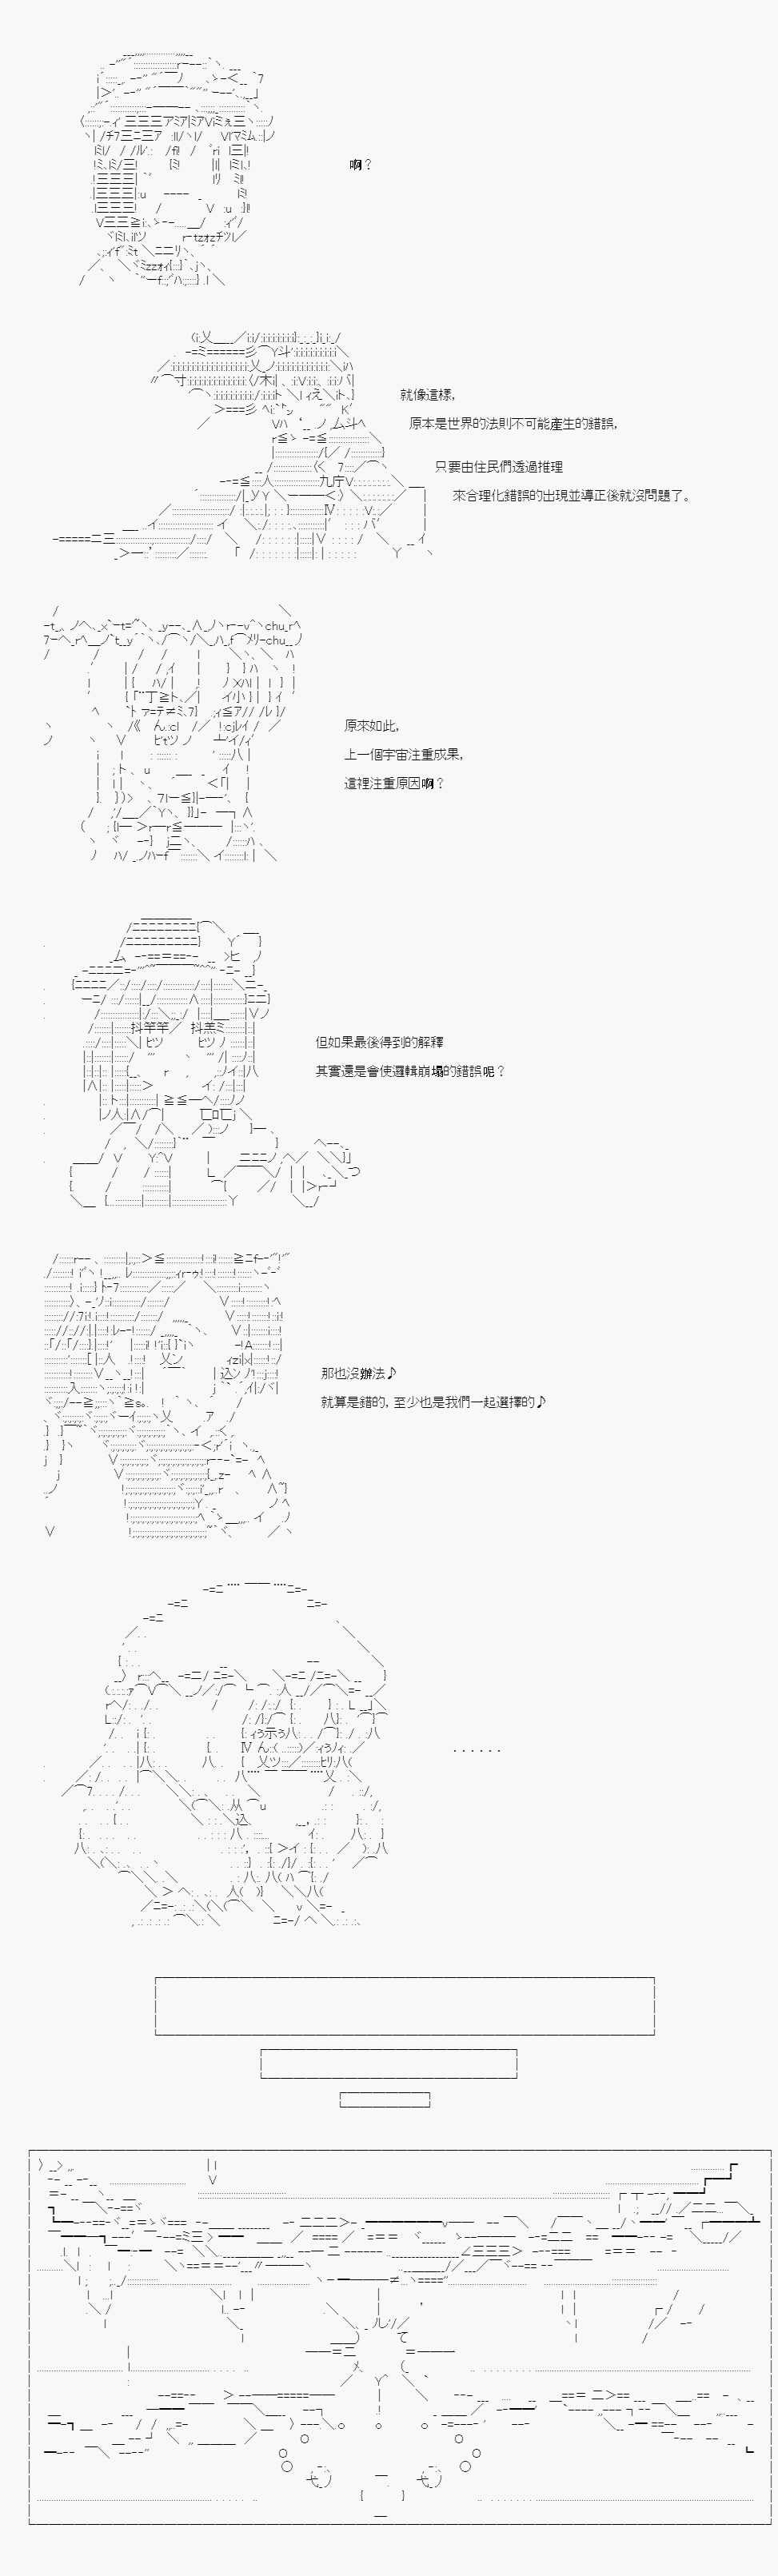 啊？
就像這樣，
原本是世界的法則不可能產生的錯誤，
只要由住民們透過推理
來合理化錯誤的出現並導正後就沒問題了。
原來如此，
上一個宇宙注重成果，
這裡注重原因啊？
但如果最後得到的解釋
其實還是會使邏輯崩塌的錯誤呢？
那也沒辦法♪
就算是錯的，至少也是我們一起選擇的♪
．．．．．．